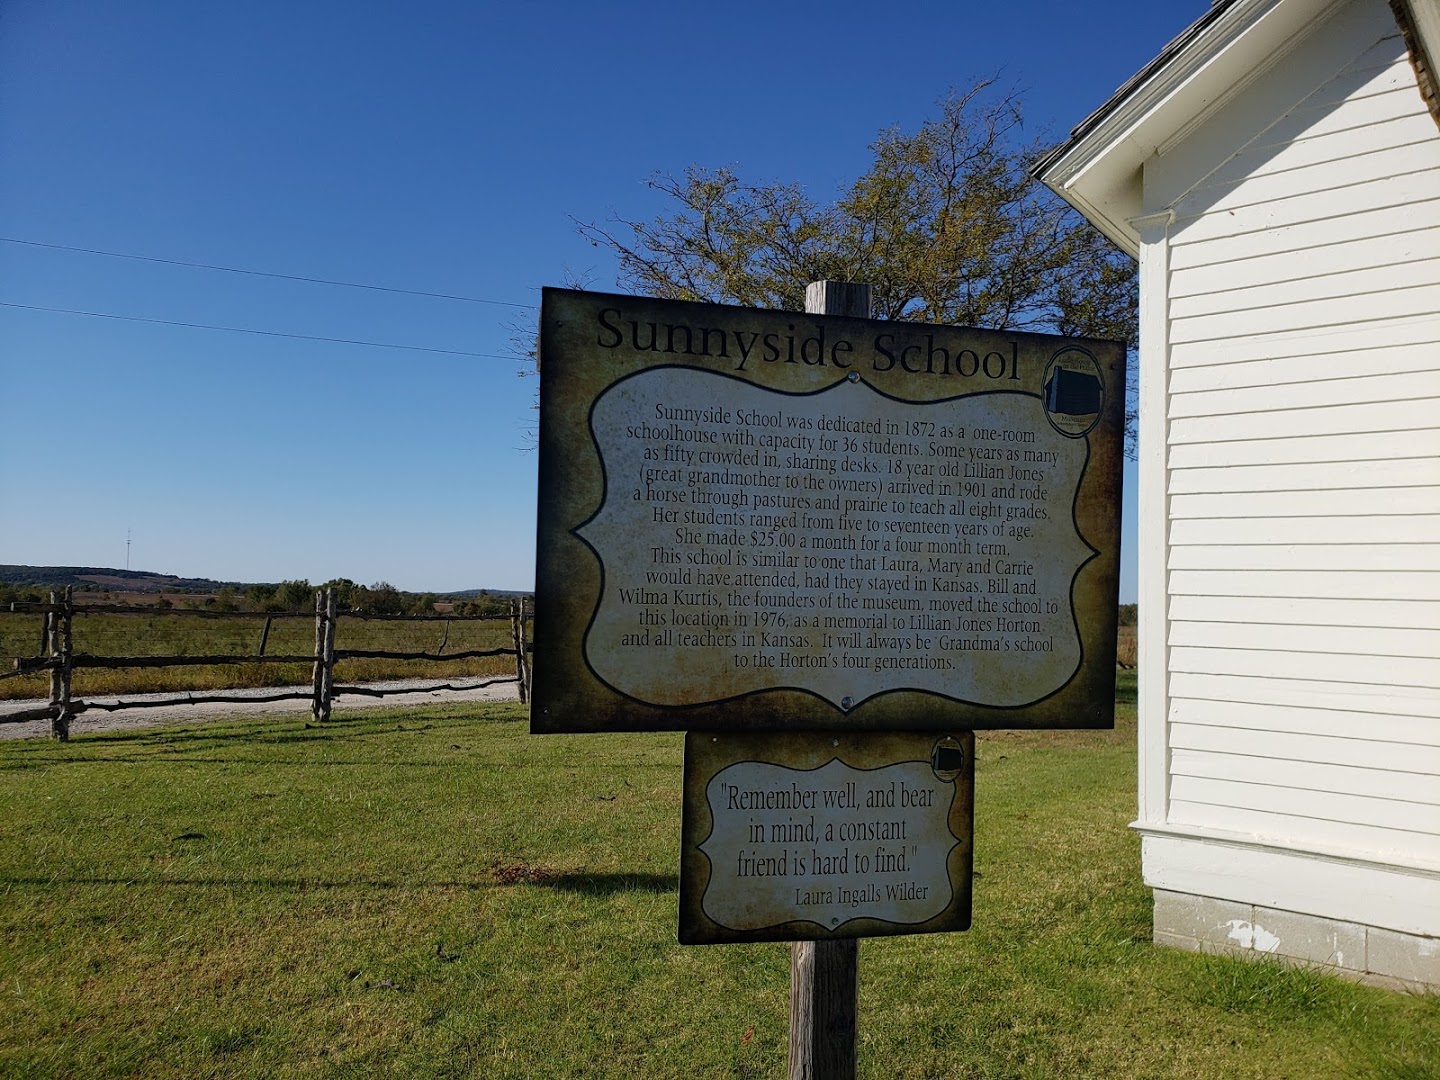 Sunnyside School
Sunnyside School was dedicated in 1872 as a one-room
schoolhouse with capacity for 36 students. Some years as many
as fifty crowded in, sharing desks. 18 year old Lillian Jones
(great grandmother to the owners) arrived in 1901 and rode
a horse through pastures and prairie to teach all eight grades.
Her students ranged from five to seventeen years of age.
She made $25.00 a month for a four month term.
This school is similar to one that Laura, Mary and Carrie
would have attended, had they stayed in Kansas. Bill and
Wilma Kurtis, the founders of the museum, moved the school to
this location in 1976, as a memorial to Lillian Jones Horton
and all teachers in Kansas. It will always be "Grandma's school
to the Horton's four generations.
"Remember well, and bear
in mind, a constant
friend is hard to find."
Laura Ingalls Wilder